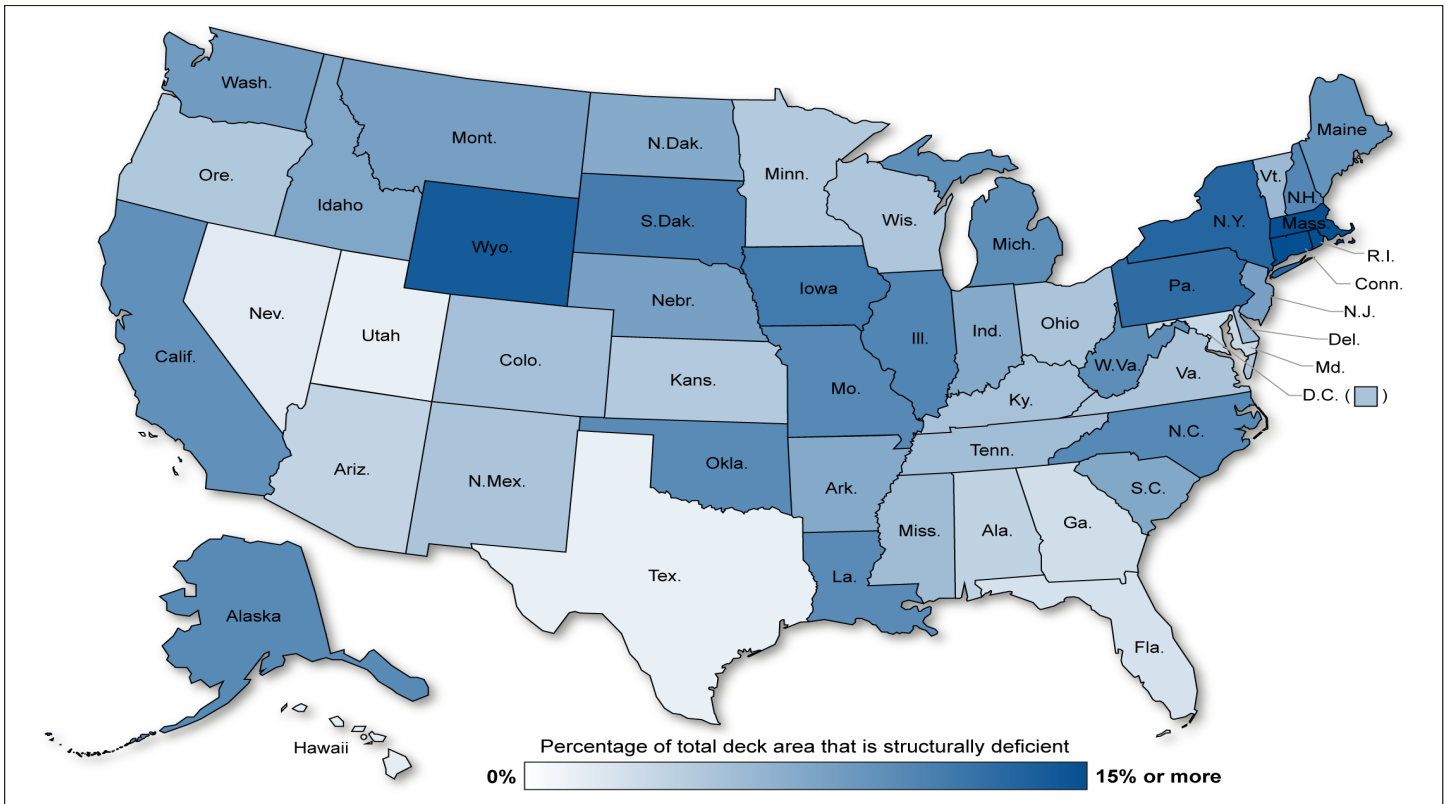 Wash.
Mont.
N.Dak.
Minn.
Maine
Ore.
Idaho
Wyo.
S.Dak.
Wis.
Mich.
Vt.
N.H.
N.Y.
Mass.
R.I.
Conn.
N.J.
Del.
Md.
D.C. ( )
Nev.
Utah
Colo.
Nebr.
Iowa
Ill.
Ind.
Ohio
Pa.
Calif.
Kans.
Mo.
Ky.
W.Va.
Va.
Ariz.
N.Mex.
Okla.
Ark.
Tenn.
N.C.
S.C.
Tex.
La.
Miss.
Ala.
Ga.
Fla.
Alaska
Hawaii
Percentage of total deck area that is structurally deficient
0% 15% or more